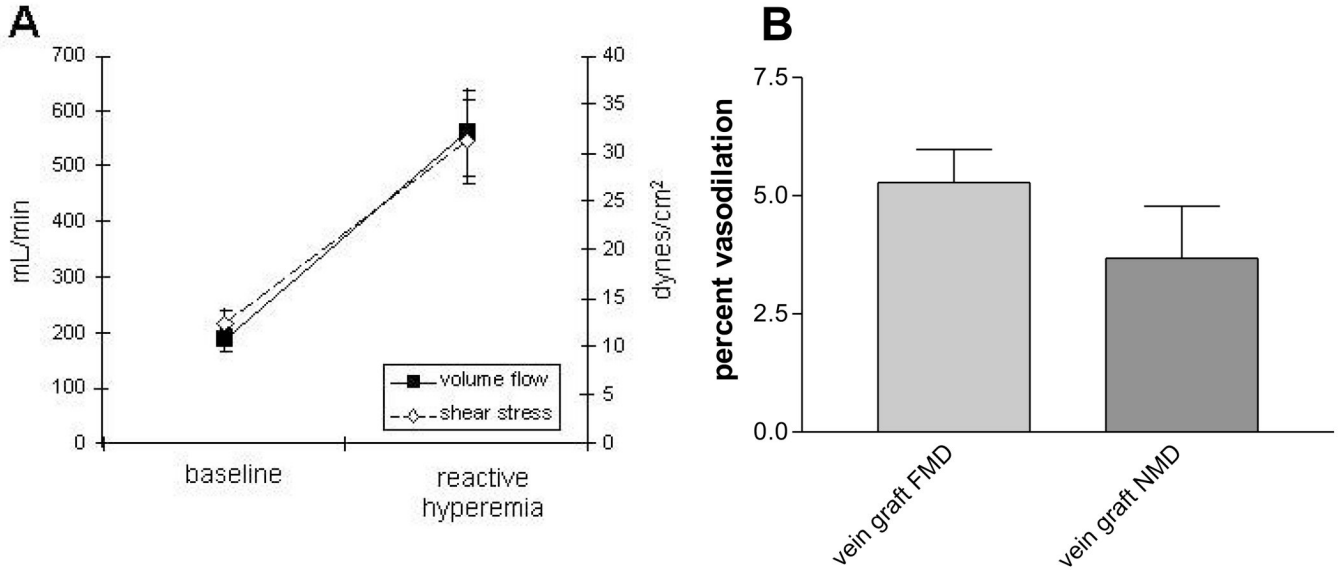 A
700
600
500
400
300
200
100
0
mL/min
40
35
30
25
20
15
10
5
0
dynes/cm²
volume flow
shear stress
baseline
reactive
hyperemia
B
7.5
5.0
2.5
0.0
percent vasodilation
vein graft FMD
vein graft NMD